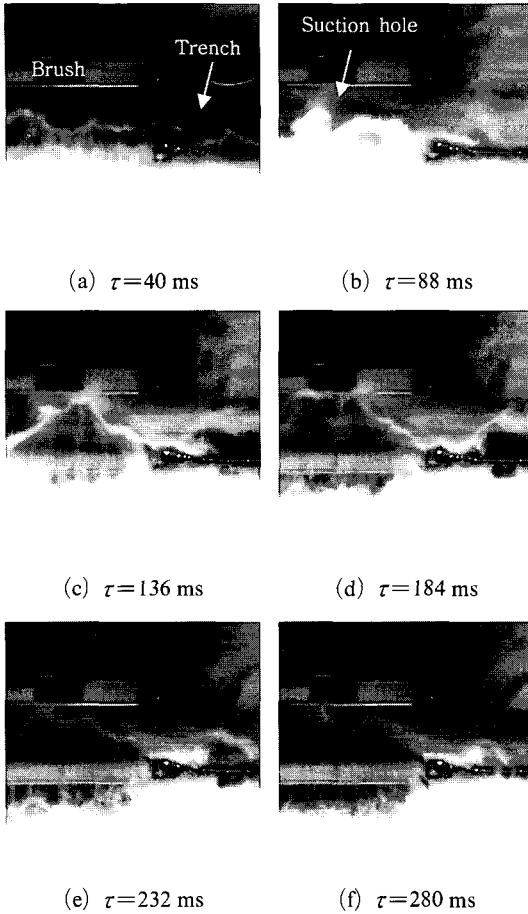 Brush
Trench
Suction hole
(a) τ=40 ms
(b) τ=88 ms
(c) τ=136 ms
(d) τ=184 ms
(e) τ=232 ms
(f) τ=280 ms